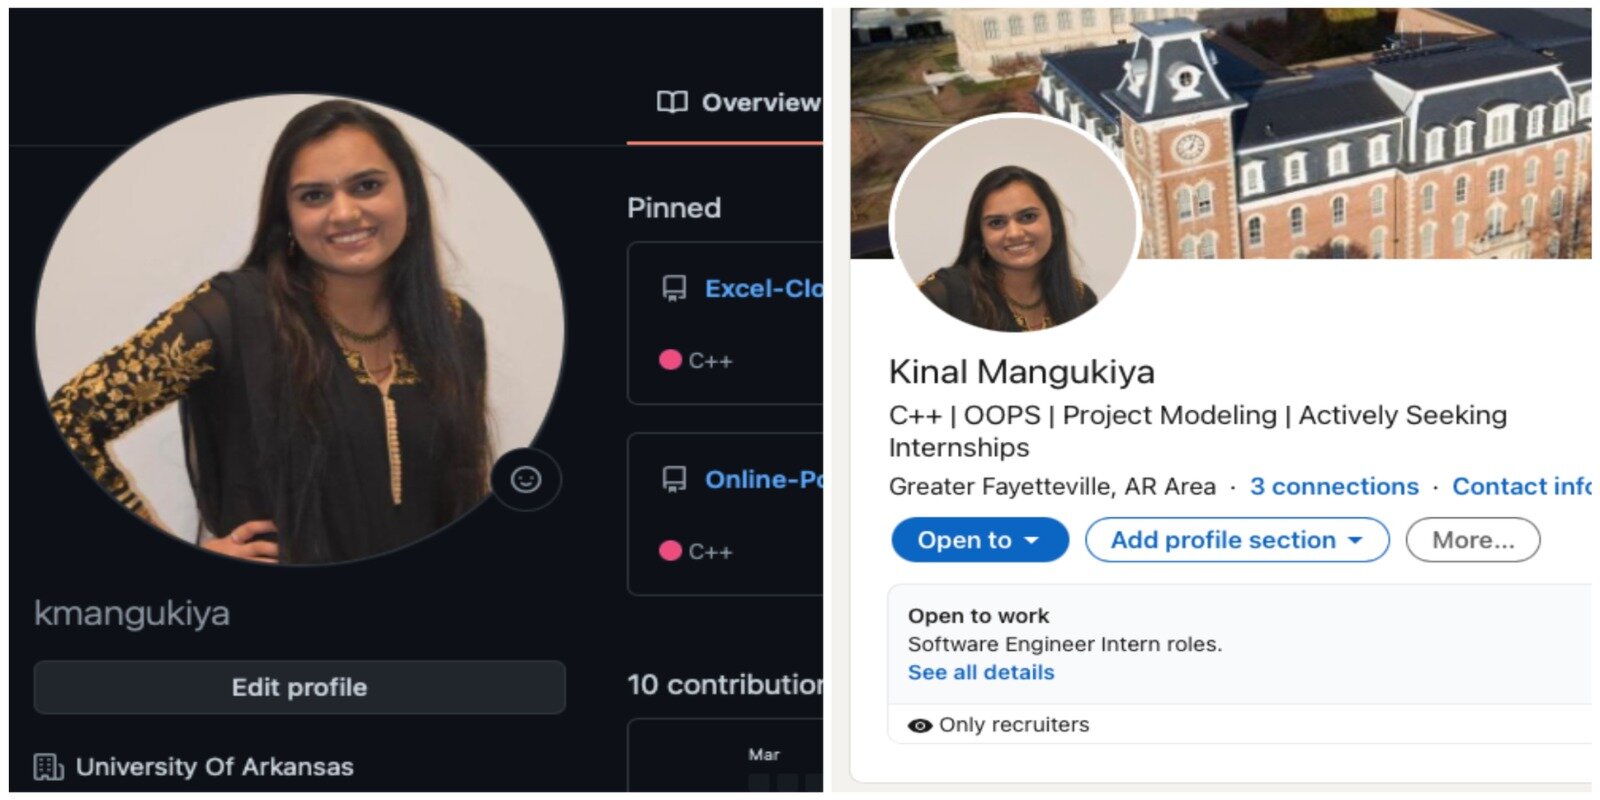 Overview
Pinned
Excel-Clo
C++
Online-Po
C++
kmangukiya
Edit profile
10 contribution
University Of Arkansas
Mar
Kinal Mangukiya
C++ | OOPS | Project Modeling | Actively Seeking
Internships
Greater Fayetteville, AR Area · 3 connections · Contact info
Open to
Add profile section
More...
Open to work
Software Engineer Intern roles.
See all details
Only recruiters